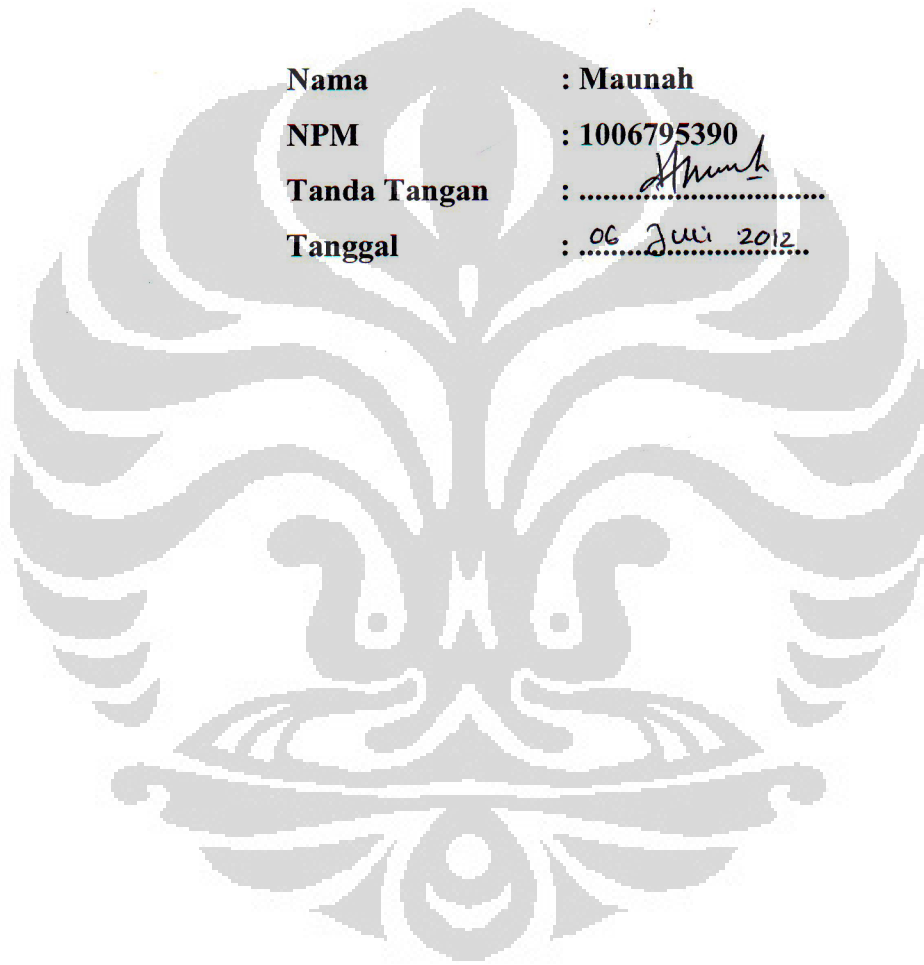 Nama : Maunah
NPM : 1006795390
Tanda Tangan : ..............................
Tanggal : 06 Juli 2012